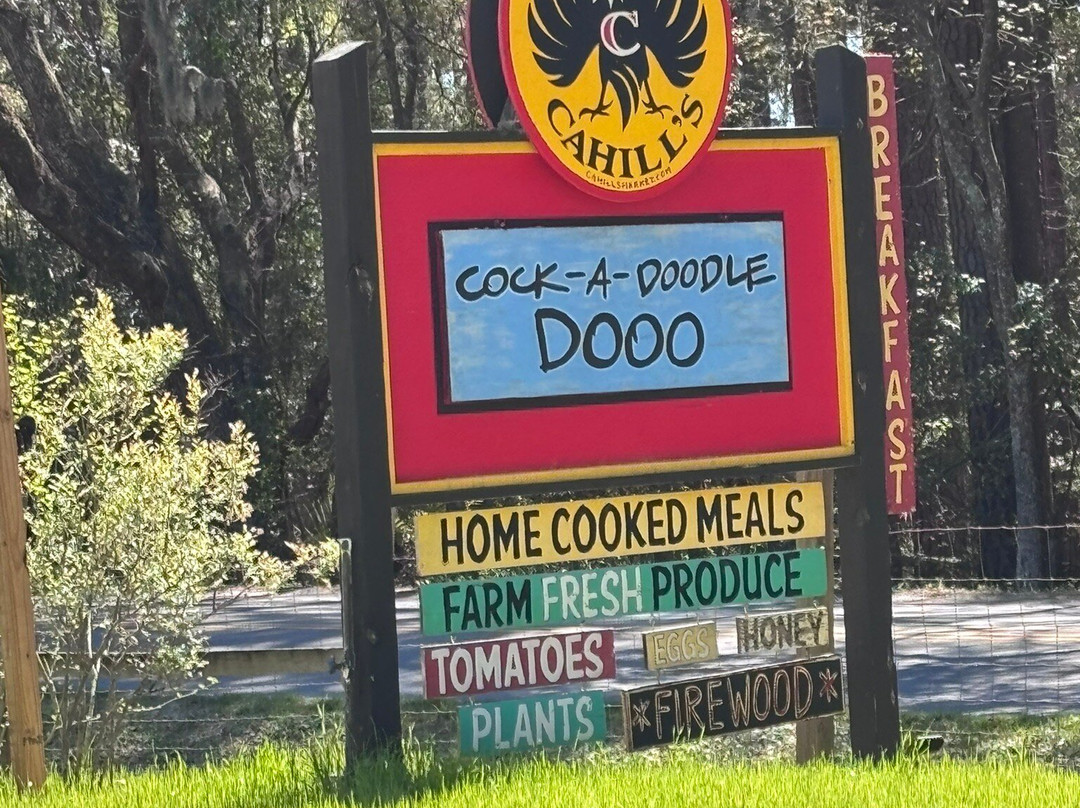 C
CAHILL'S
CAHILLSMARKET.COM
BREAKFAST
COCK-A-DOODLE
DOOO
HOME COOKED MEALS
FARM FRESH PRODUCE
TOMATOES
EGGS
HONEY
PLANTS
*FIREWOOD*